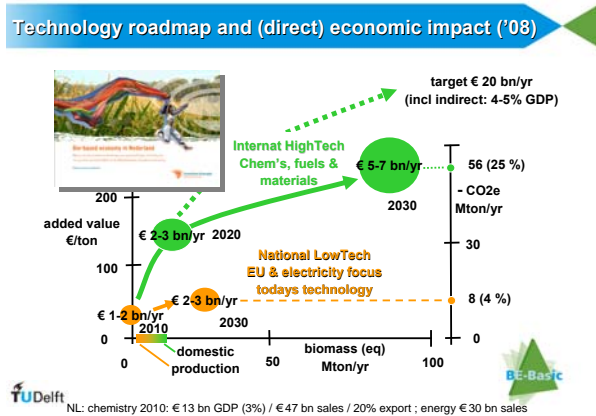 Technology roadmap and (direct) economic impact ('08)
target € 20 bn/yr
(incl indirect: 4-5% GDP)
Internat HighTech
Chem's, fuels &
materials
€ 5-7 bn/yr
56 (25 %)
- CO2e
Mton/yr
2030
200
added value
€/ton
€ 2-3 bn/yr
2020
30
National LowTech
EU & electricity focus
todays technology
100
€ 1-2 bn/yr
€ 2-3 bn/yr
8 (4 %)
2010
2030
0
domestic
production
biomass (eq)
Mton/yr
0
50
100
0
BE-Basic
TUDelft
NL: chemistry 2010: € 13 bn GDP (3%) / € 47 bn sales / 20% export ; energy € 30 bn sales